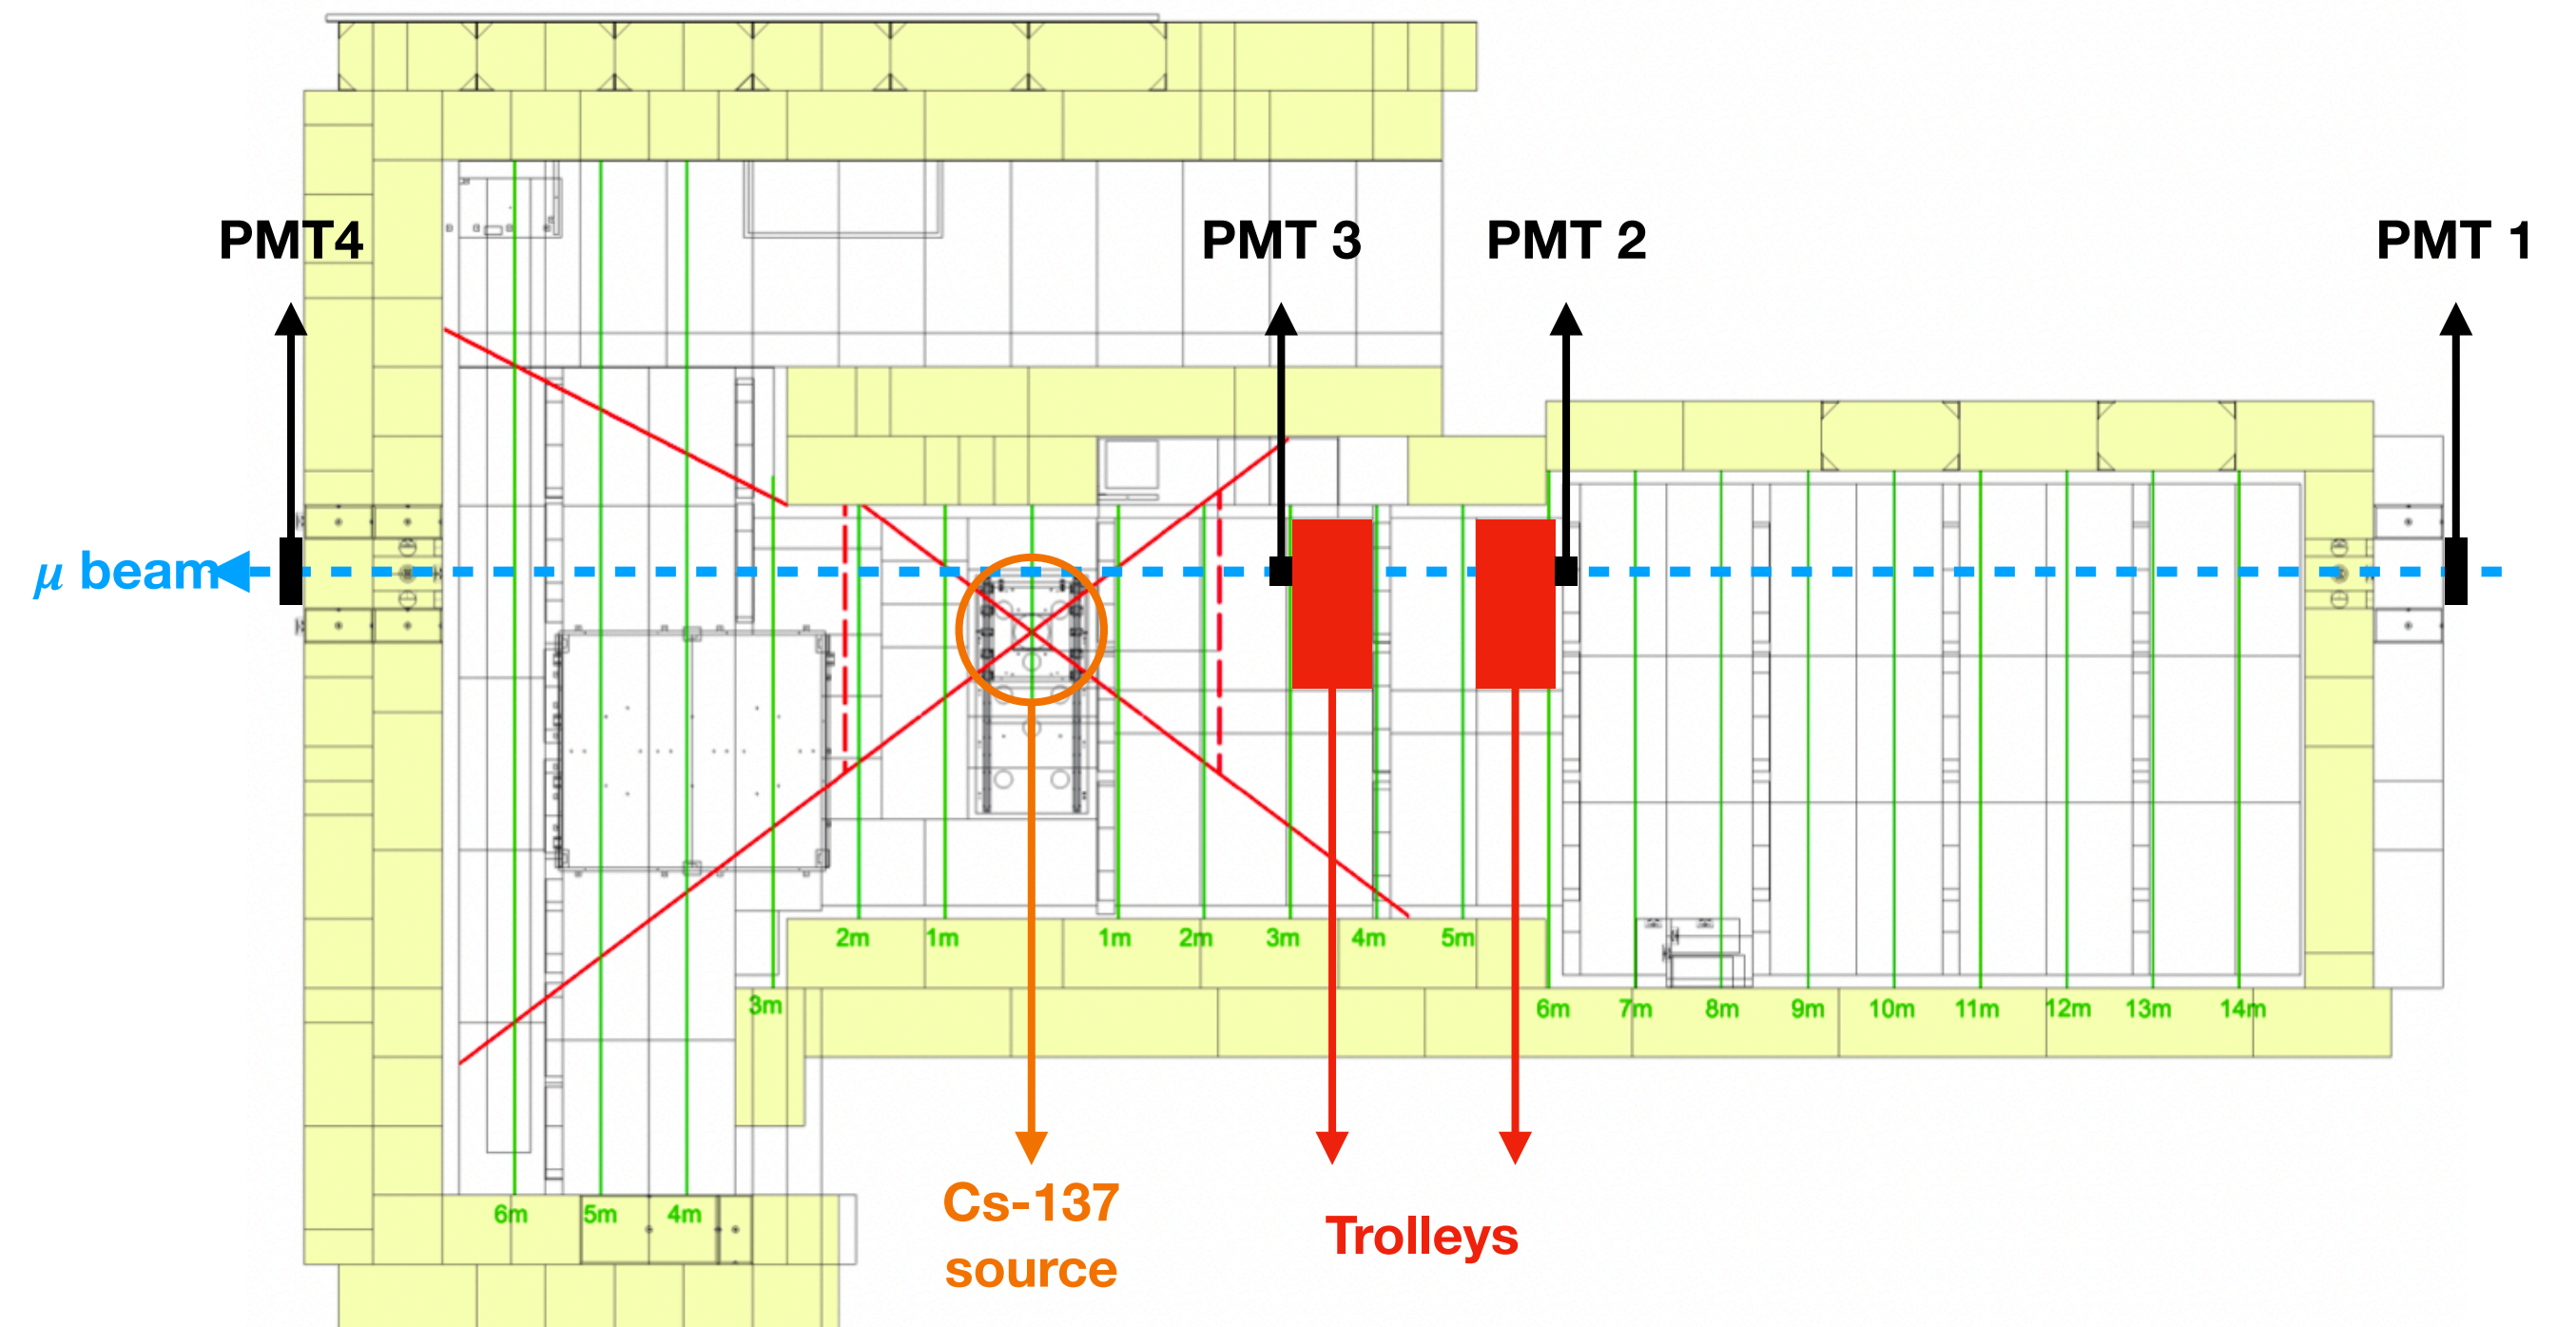 PMT4
PMT 3
PMT 2
PMT 1
μ beam
2m
1m
1m
2m
3m
4m
5m
3m
6m
7m
8m
9m
10m
11m
12m
13m
14m
6m
5m
4m
Cs-137
source
Trolleys